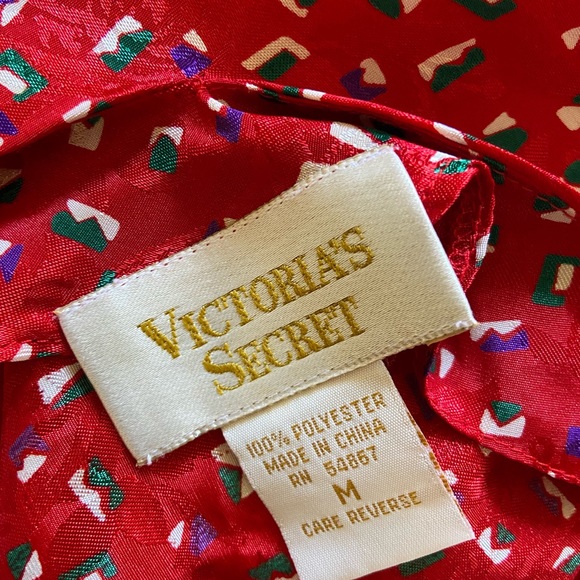 VICTORIA'S
SECRET
100% POLYESTER
MADE IN CHINA
RN 54867
M
CARE REVERSE